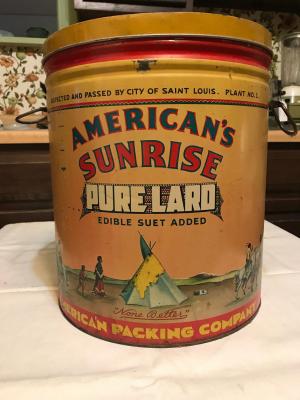 INSPECTED AND PASSED BY CITY OF SAINT LOUIS. PLANT NO. 1.
AMERICAN'S
SUNRISE
PURE LARD
EDIBLE SUET ADDED
"None Better"
AMERICAN PACKING COMPANY